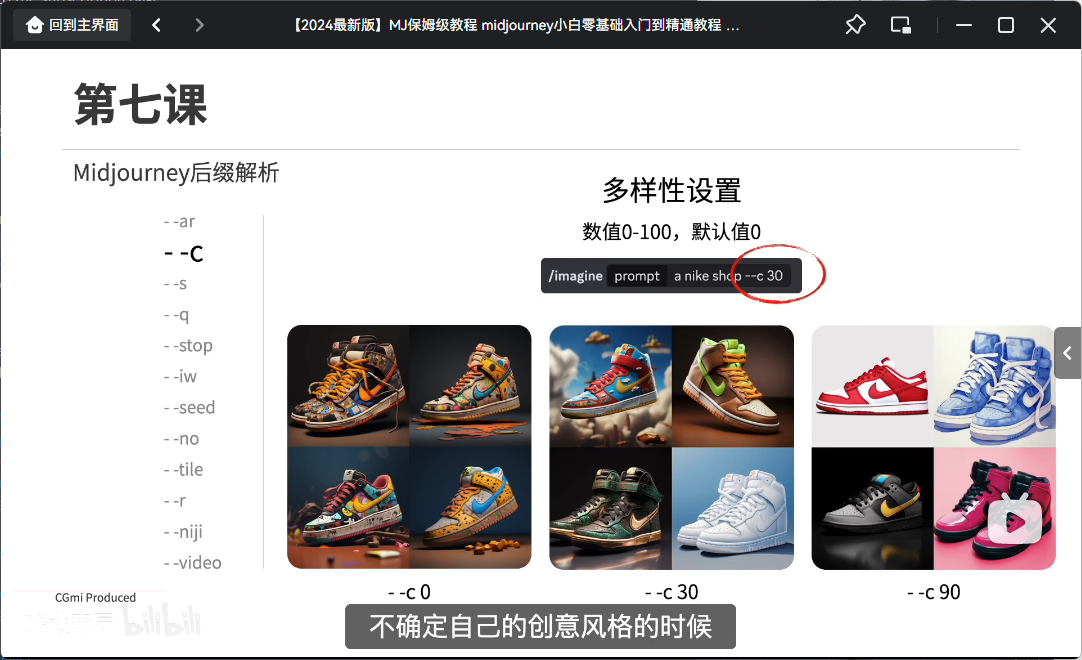 回到主界面
【2024最新版】MJ保姆级教程 midjourney小白零基础入门到精通教程 ...
第七课
Midjourney后缀解析
- -ar
- -C
- -s
- -q
- -stop
- -iw
- -seed
- -no
- -tile
- -r
- -niji
- -video
多样性设置
数值0-100，默认值0
/imagine prompt a nike shop --c 30
- -c 0
- -c 30
- -c 90
CGmi Produced
bilibili
不确定自己的创意风格的时候